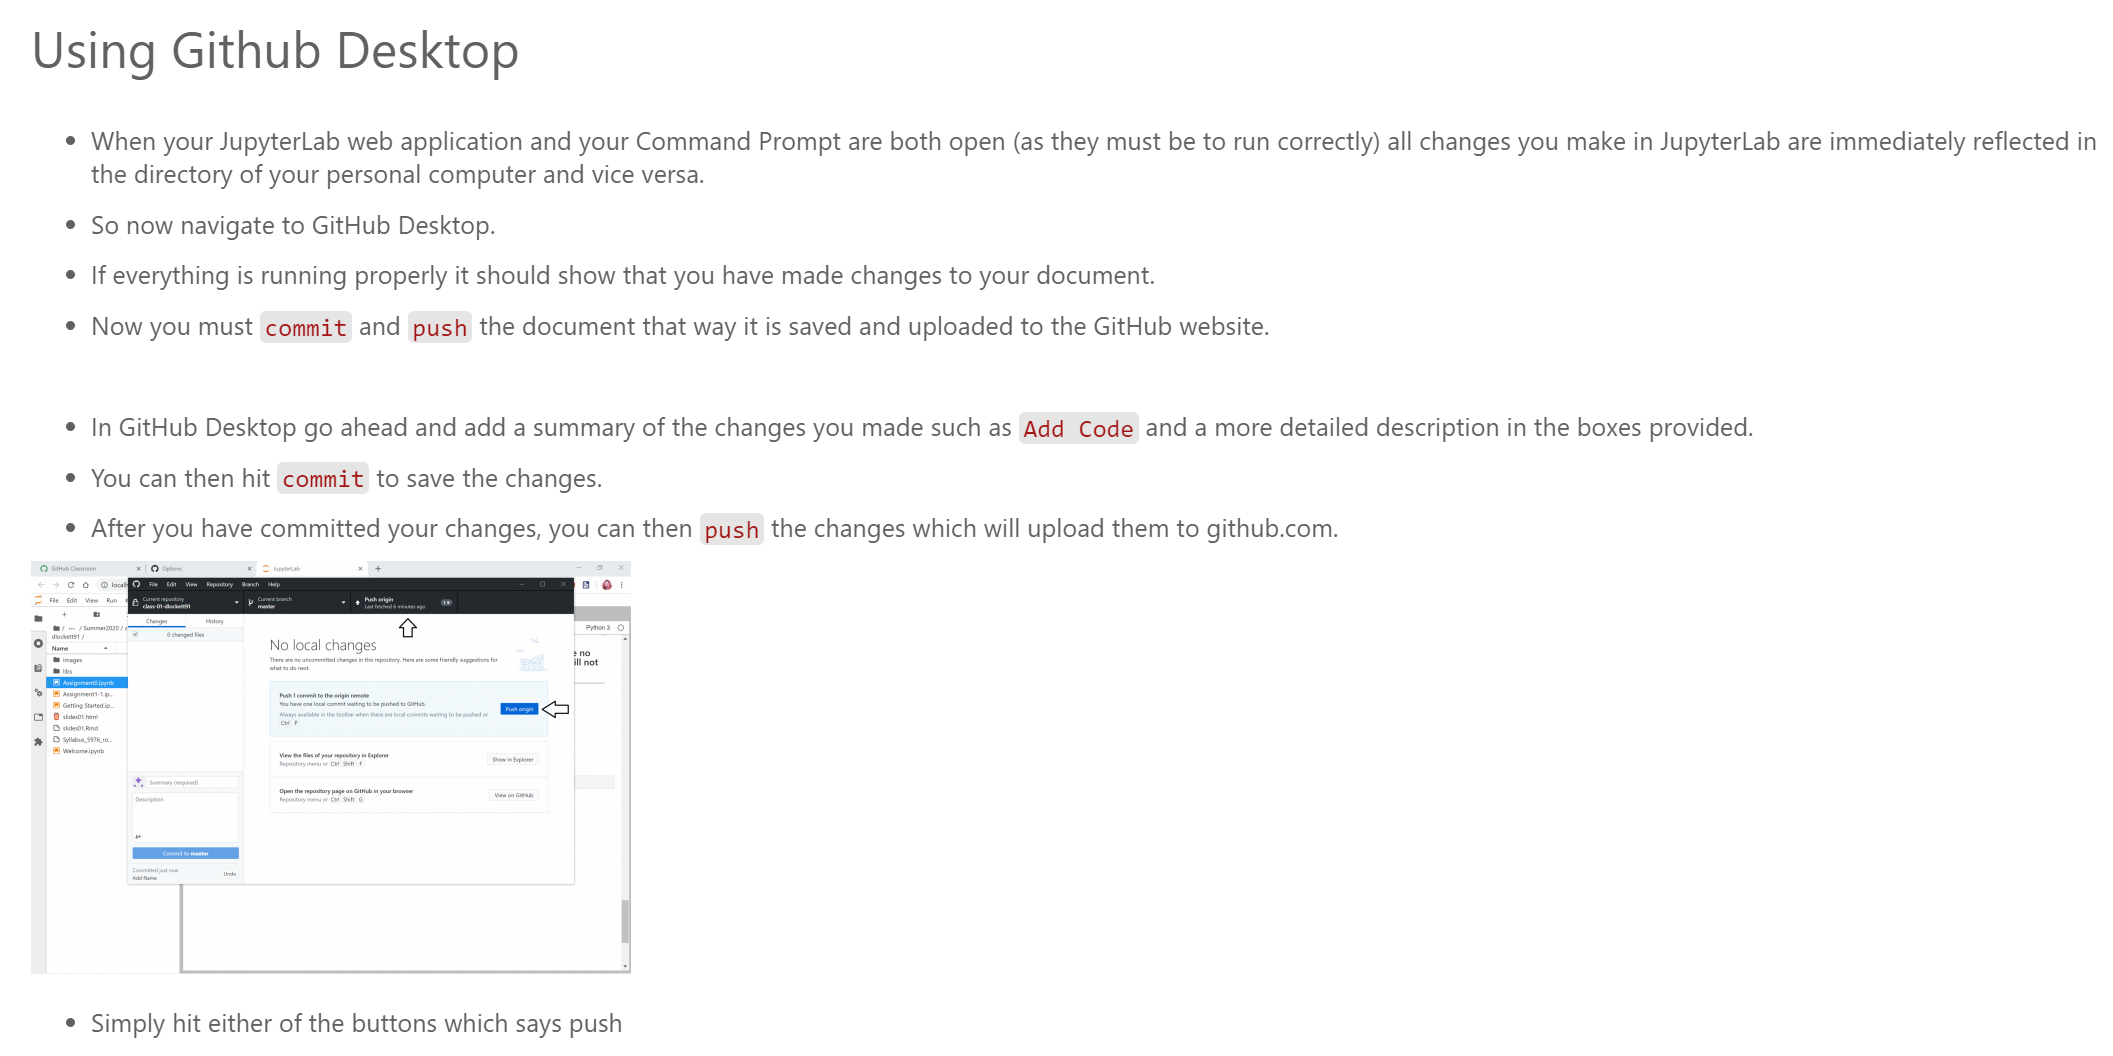 Using Github Desktop
When your JupyterLab web application and your Command Prompt are both open (as they must be to run correctly) all changes you make in JupyterLab are immediately reflected in
the directory of your personal computer and vice versa.
So now navigate to GitHub Desktop.
If everything is running properly it should show that you have made changes to your document.
Now you must commit and push the document that way it is saved and uploaded to the GitHub website.
In GitHub Desktop go ahead and add a summary of the changes you made such as Add Code and a more detailed description in the boxes provided.
You can then hit commit to save the changes.
After you have committed your changes, you can then push the changes which will upload them to github.com.
GitHub Classroom
Options
JupyterLab
File Edit View Repository Branch Help
File Edit View Run
Current repository
class-01-dlockett91
Current branch
master
Push origin
Last fetched 6 minutes ago
Changes
History
0 changed files
/ ··· / Summer2020 /
dlockett91 /
Name
images
libs
Assignment0.ipynb
Assignment1-1.ip...
Getting Started.ip...
slides01.html
slides01.Rmd
Syllabus_5976_ro...
Welcome.ipynb
Python 3
No local changes
There are no uncommitted changes in this repository. Here are some friendly suggestions for
what to do next.
Push 1 commit to the origin remote
You have one local commit waiting to be pushed to GitHub.
Always available in the toolbar when there are local commits waiting to be pushed or
Ctrl P
Push origin
View the files of your repository in Explorer
Repository menu or Ctrl Shift F
Show in Explorer
Open the repository page on GitHub in your browser
Repository menu or Ctrl Shift G
View on GitHub
Summary (required)
Description
Commit to master
Committed just now
Add Name
Undo
Simply hit either of the buttons which says push